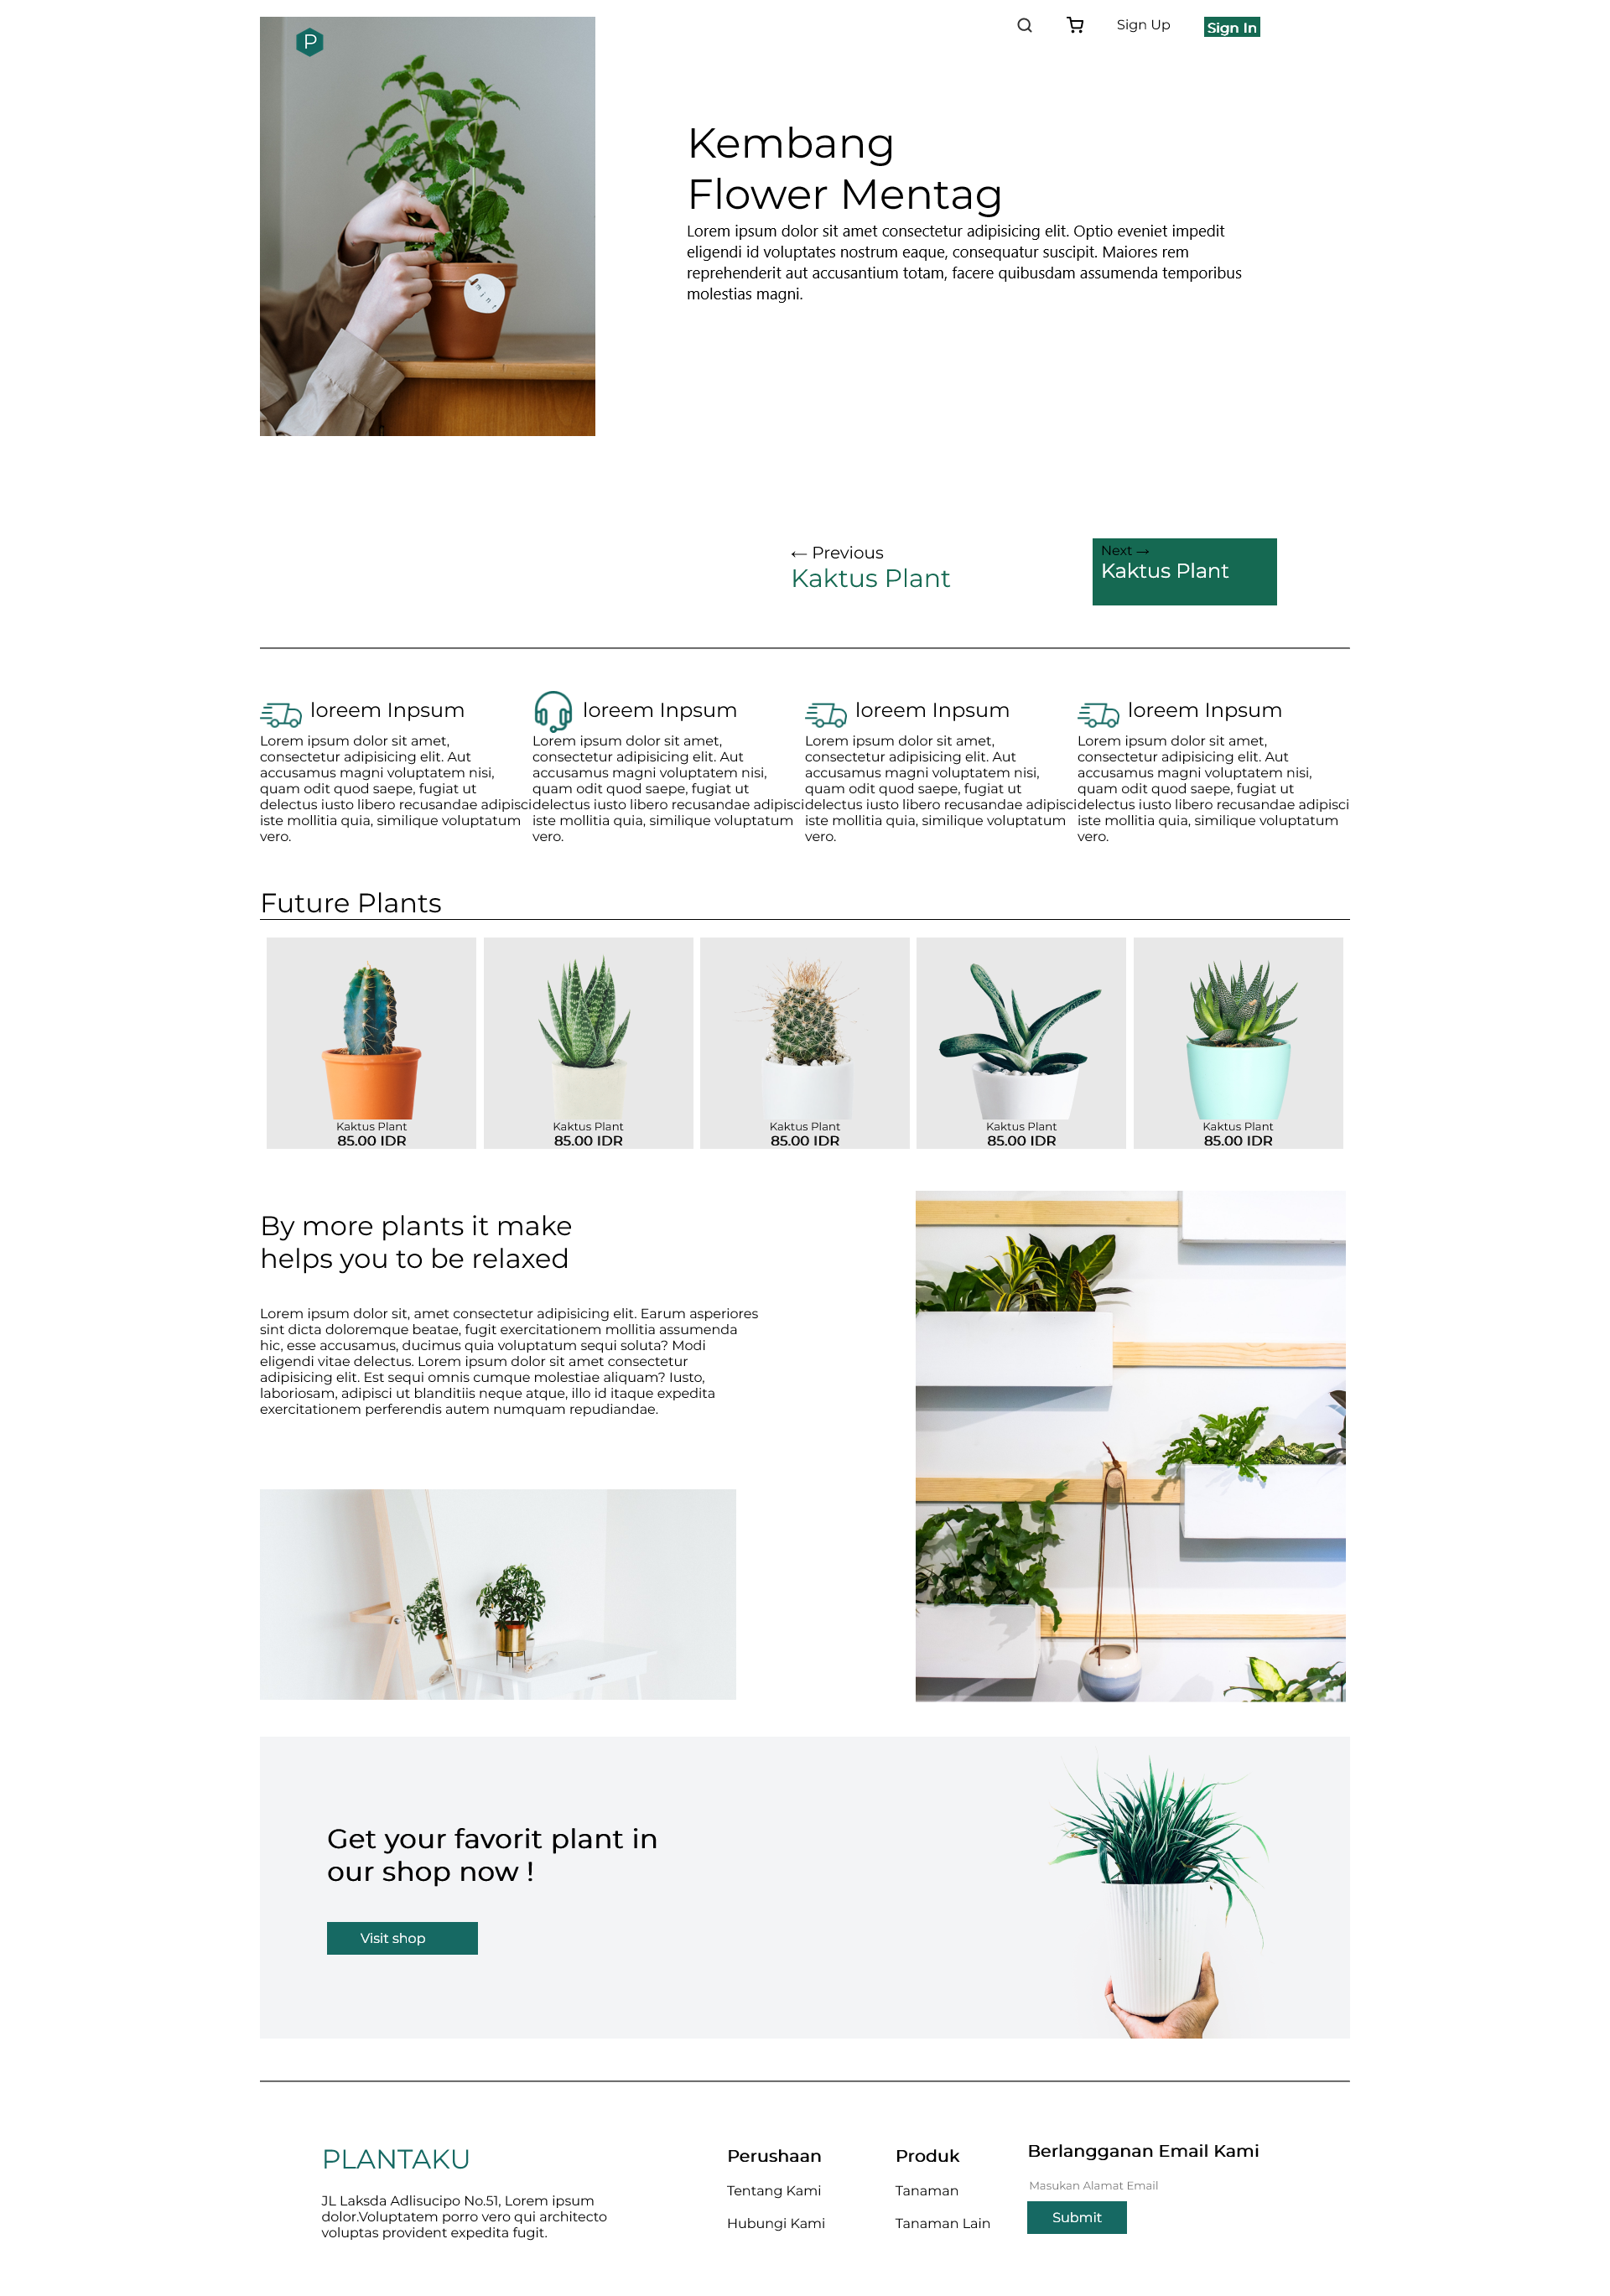 P
Sign Up
Sign In
Kembang
Flower Mentag
Lorem ipsum dolor sit amet consectetur adipisicing elit. Optio eveniet impedit
eligendi id voluptates nostrum eaque, consequatur suscipit. Maiores rem
reprehenderit aut accusantium totam, facere quibusdam assumenda temporibus
molestias magni.
mint
← Previous
Kaktus Plant
Next →
Kaktus Plant
loreem Inpsum
Lorem ipsum dolor sit amet,
consectetur adipisicing elit. Aut
accusamus magni voluptatem nisi,
quam odit quod saepe, fugiat ut
delectus iusto libero recusandae adipisci
iste mollitia quia, similique voluptatum
vero.
loreem Inpsum
Lorem ipsum dolor sit amet,
consectetur adipisicing elit. Aut
accusamus magni voluptatem nisi,
quam odit quod saepe, fugiat ut
delectus iusto libero recusandae adipisci
iste mollitia quia, similique voluptatum
vero.
loreem Inpsum
Lorem ipsum dolor sit amet,
consectetur adipisicing elit. Aut
accusamus magni voluptatem nisi,
quam odit quod saepe, fugiat ut
delectus iusto libero recusandae adipisci
iste mollitia quia, similique voluptatum
vero.
loreem Inpsum
Lorem ipsum dolor sit amet,
consectetur adipisicing elit. Aut
accusamus magni voluptatem nisi,
quam odit quod saepe, fugiat ut
delectus iusto libero recusandae adipisci
iste mollitia quia, similique voluptatum
vero.
Future Plants
Kaktus Plant
85.00 IDR
Kaktus Plant
85.00 IDR
Kaktus Plant
85.00 IDR
Kaktus Plant
85.00 IDR
Kaktus Plant
85.00 IDR
By more plants it make
helps you to be relaxed
Lorem ipsum dolor sit, amet consectetur adipisicing elit. Earum asperiores
sint dicta doloremque beatae, fugit exercitationem mollitia assumenda
hic, esse accusamus, ducimus quia voluptatum sequi soluta? Modi
eligendi vitae delectus. Lorem ipsum dolor sit amet consectetur
adipisicing elit. Est sequi omnis cumque molestiae aliquam? Iusto,
laboriosam, adipisci ut blanditiis neque atque, illo id itaque expedita
exercitationem perferendis autem numquam repudiandae.
Get your favorit plant in
our shop now !
Visit shop
PLANTAKU
JL Laksda Adlisucipo No.51, Lorem ipsum
dolor.Voluptatem porro vero qui architecto
voluptas provident expedita fugit.
Perushaan
Tentang Kami
Hubungi Kami
Produk
Tanaman
Tanaman Lain
Berlangganan Email Kami
Masukan Alamat Email
Submit